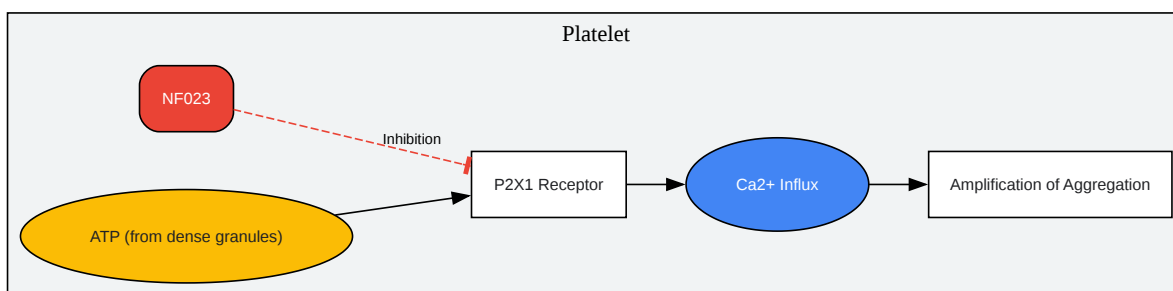 Platelet
NF023
Inhibition
P2X1 Receptor
Ca2+ Influx
Amplification of Aggregation
ATP (from dense granules)